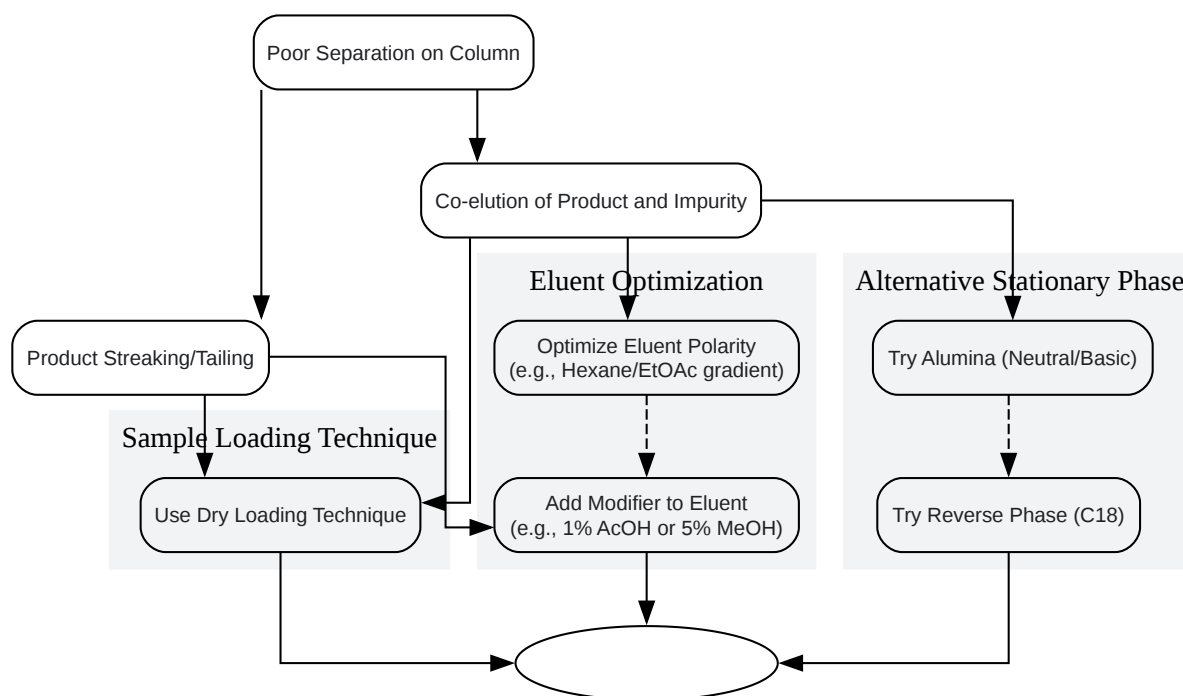 Poor Separation on Column
Co-elution of Product and Impurity
Eluent Optimization
Alternative Stationary Phase
Product Streaking/Tailing
Optimize Eluent Polarity
(e.g., Hexane/EtOAc gradient)
Try Alumina (Neutral/Basic)
Sample Loading Technique
Use Dry Loading Technique
Add Modifier to Eluent
(e.g., 1% AcOH or 5% MeOH)
Try Reverse Phase (C18)